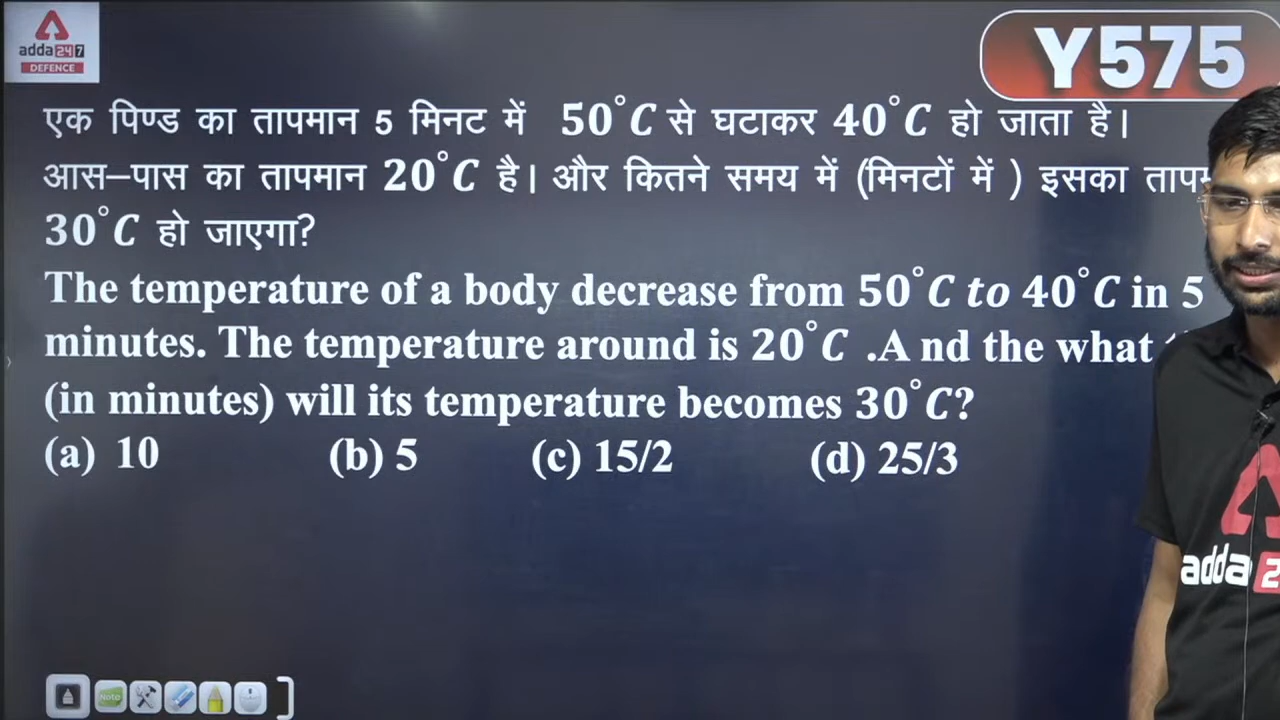 adda247
DEFENCE
Y575
एक पिण्ड का तापमान 5 मिनट में 50°C से घटाकर 40°C हो जाता है।
आस–पास का तापमान 20°C है। और कितने समय में (मिनटों में ) इसका
30°C हो जाएगा?
The temperature of a body decrease from 50°C to 40°C in 5
minutes. The temperature around is 20°C .A nd the what
(in minutes) will its temperature becomes 30°C?
(a) 10 (b) 5 (c) 15/2 (d) 25/3
Note
adda 2